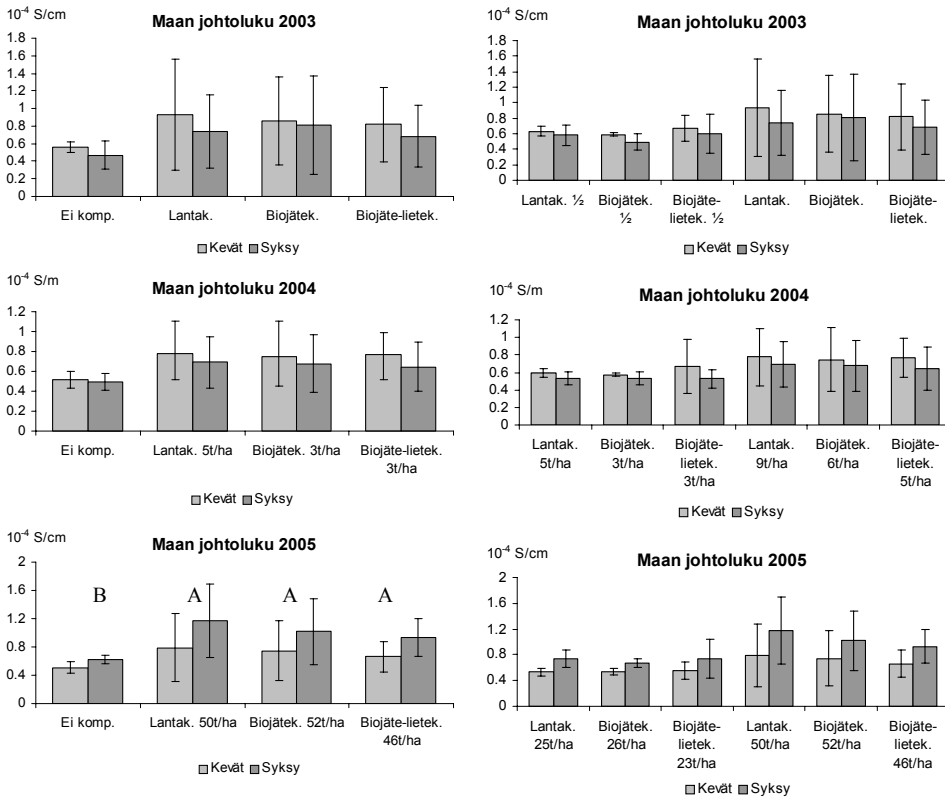 10⁻⁴ S/cm
Maan johtoluku 2003
1.8
1.6
1.4
1.2
1
0.8
0.6
0.4
0.2
0
Ei komp.
Lantak.
Biojätek.
Biojäte-lietek.
Kevät
Syksy
10⁻⁴ S/cm
Maan johtoluku 2003
1.8
1.6
1.4
1.2
1
0.8
0.6
0.4
0.2
0
Lantak. ½
Biojätek. ½
Biojäte-lietek. ½
Lantak.
Biojätek.
Biojäte-lietek.
Kevät
Syksy
10⁻⁴ S/m
Maan johtoluku 2004
1.2
1
0.8
0.6
0.4
0.2
0
Ei komp.
Lantak. 5t/ha
Biojätek. 3t/ha
Biojäte-lietek.
3t/ha
Kevät
Syksy
10⁻⁴ S/m
Maan johtoluku 2004
1.2
1
0.8
0.6
0.4
0.2
0
Lantak.
5t/ha
Biojätek.
3t/ha
Biojäte-
lietek.
3t/ha
Lantak.
9t/ha
Biojätek.
6t/ha
Biojäte-
lietek.
5t/ha
Kevät
Syksy
10⁻⁴ S/cm
Maan johtoluku 2005
2
1.6
1.2
0.8
0.4
0
B
A
A
A
Ei komp.
Lantak. 50t/ha
Biojätek. 52t/ha
Biojäte-lietek.
46t/ha
Kevät
Syksy
10⁻⁴ S/cm
Maan johtoluku 2005
2
1.6
1.2
0.8
0.4
0
Lantak.
25t/ha
Biojätek.
26t/ha
Biojäte-
lietek.
23t/ha
Lantak.
50t/ha
Biojätek.
52t/ha
Biojäte-
lietek.
46t/ha
Kevät
Syksy